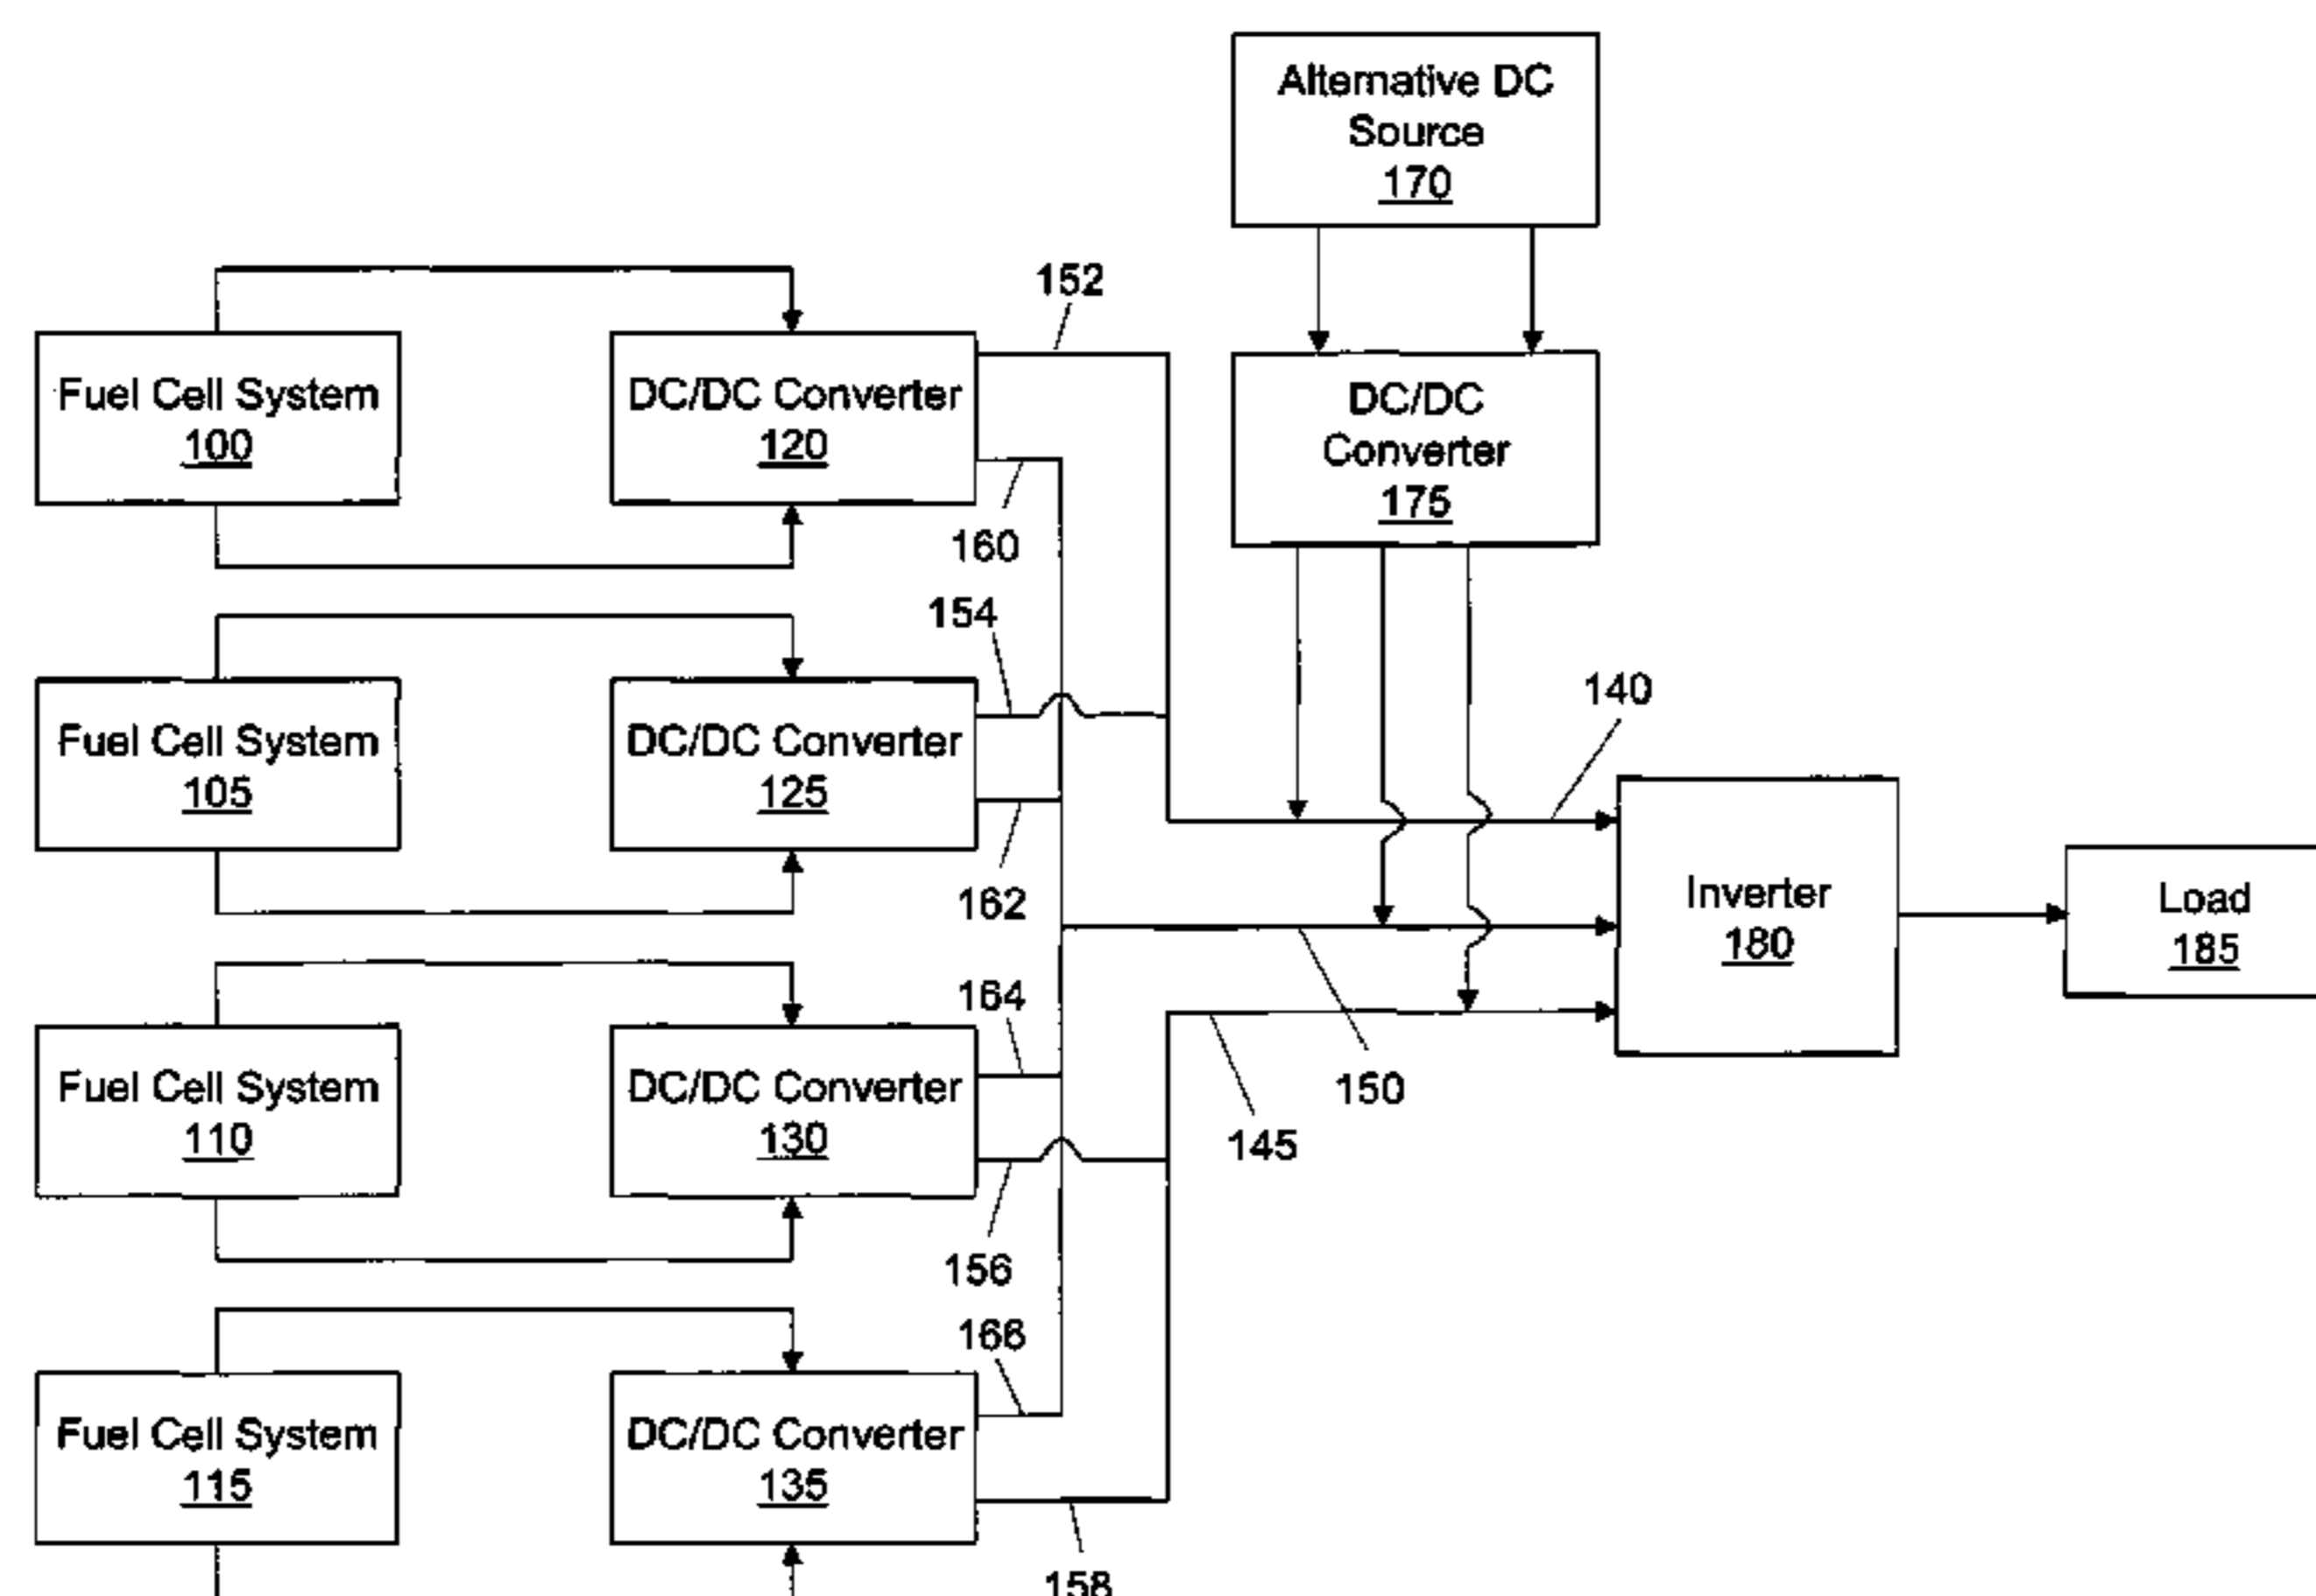 Alternative DC
Source
170
152
Fuel Cell System
100
DC/DC Converter
120
DC/DC
Converter
175
160
154
140
Fuel Cell System
105
DC/DC Converter
125
162
Inverter
180
Load
185
164
Fuel Cell System
110
DC/DC Converter
130
150
145
156
166
Fuel Cell System
115
DC/DC Converter
135
158